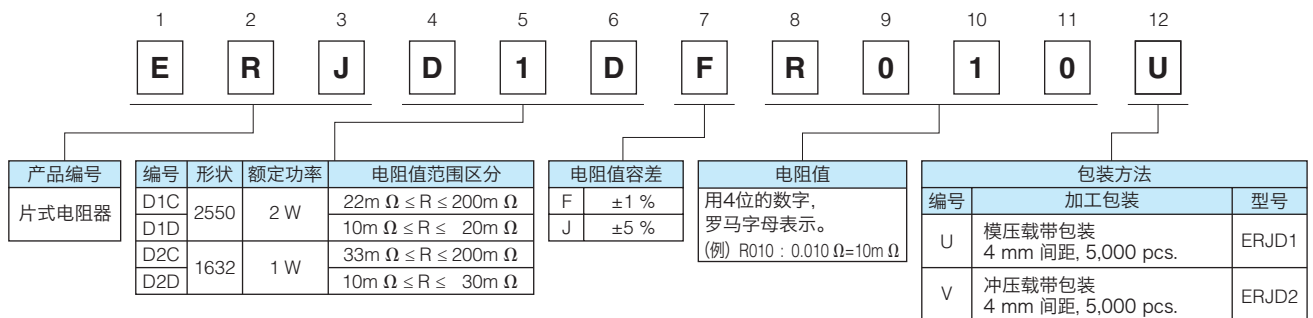 1 2 3 4 5 6 7 8 9 10 11 12
E R J D 1 D F R 0 1 0 U
产品编号
片式电阻器
编号 形状 额定功率 电阻值范围区分
D1C 2550 2 W 22m Ω ≤ R ≤ 200m Ω
D1D 10m Ω ≤ R ≤ 20m Ω
D2C 1632 1 W 33m Ω ≤ R ≤ 200m Ω
D2D 10m Ω ≤ R ≤ 30m Ω
电阻值容差
F ±1 %
J ±5 %
电阻值
用4位的数字,
罗马字母表示。
(例) R010 : 0.010 Ω=10m Ω
包装方法
编号 加工包装 型号
U 模压载带包装 ERJD1
4 mm 间距, 5,000 pcs.
V 冲压载带包装 ERJD2
4 mm 间距, 5,000 pcs.